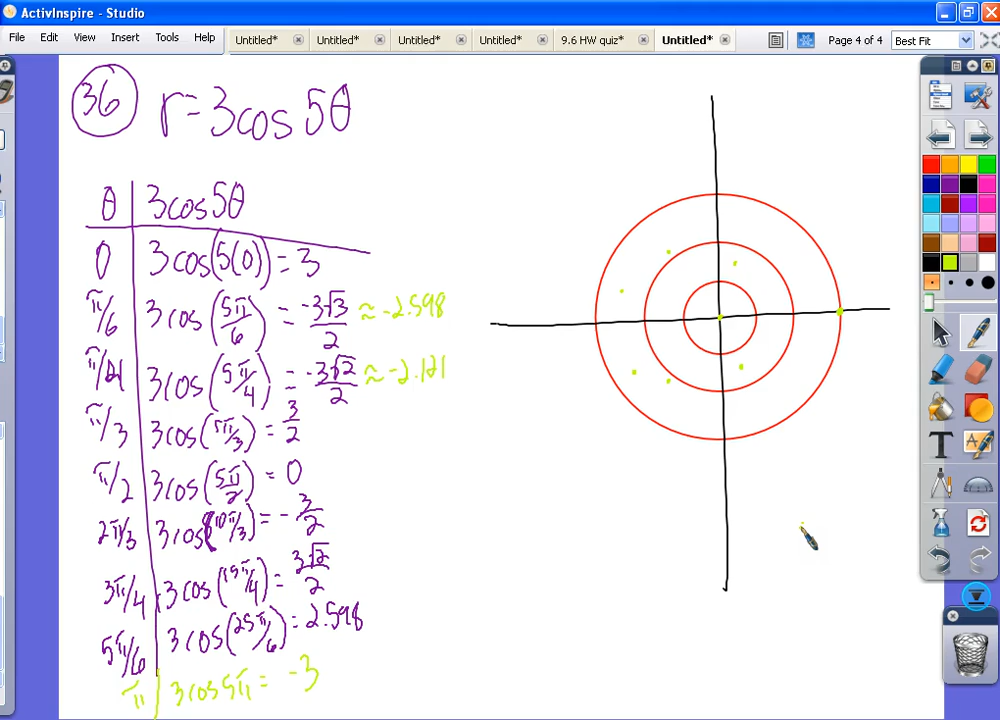 ActivInspire - Studio
File Edit View Insert Tools Help
Untitled* Untitled* Untitled* Untitled* 9.6 HW quiz* Untitled*
Page 4 of 4
Best Fit
36 r=3cos 5θ
θ 3cos5θ
0 3cos(5(0)) = 3
π/6 3cos(5π/6) = -3√3/2 ≈ -2.598
π/4 3cos(5π/4) = -3√2/2 ≈ -2.121
π/3 3cos(5π/3) = 3/2
π/2 3cos(5π/2) = 0
2π/3 3cos(10π/3) = -3/2
3π/4 3cos(15π/4) = 3√2/2
5π/6 3cos(25π/6) = 2.598
π 3cos5π = -3